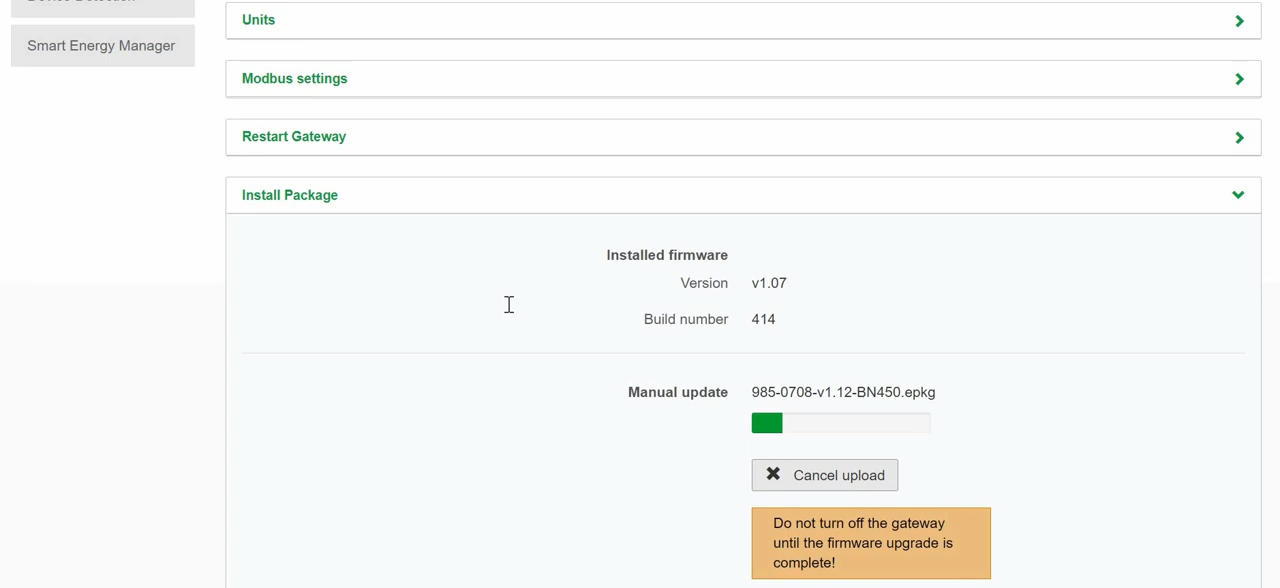 Device Detection
Smart Energy Manager
Units
Modbus settings
Restart Gateway
Install Package
Installed firmware
Version v1.07
Build number 414
Manual update 985-0708-v1.12-BN450.epkg
Cancel upload
Do not turn off the gateway
until the firmware upgrade is
complete!